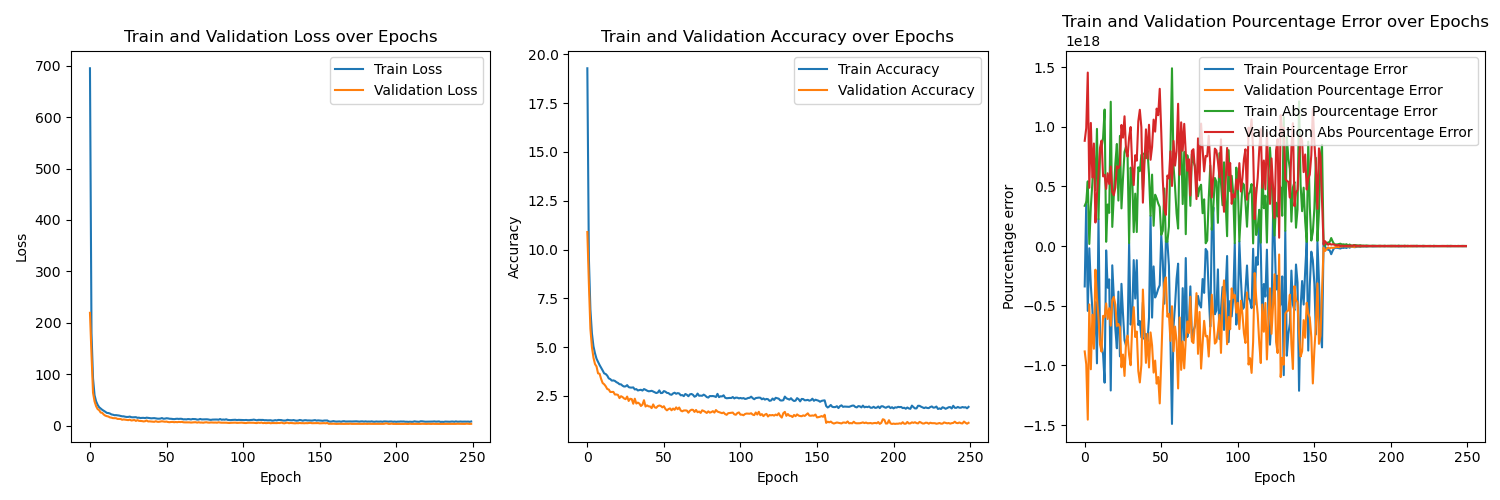 Train and Validation Loss over Epochs
700
600
500
400
300
200
100
0
0 50 100 150 200 250
Loss
Epoch
Train Loss
Validation Loss
Train and Validation Accuracy over Epochs
20.0
17.5
15.0
12.5
10.0
7.5
5.0
2.5
0 50 100 150 200 250
Accuracy
Epoch
Train Accuracy
Validation Accuracy
Train and Validation Pourcentage Error over Epochs
1e18
1.5
1.0
0.5
0.0
−0.5
−1.0
−1.5
0 50 100 150 200 250
Pourcentage error
Epoch
Train Pourcentage Error
Validation Pourcentage Error
Train Abs Pourcentage Error
Validation Abs Pourcentage Error